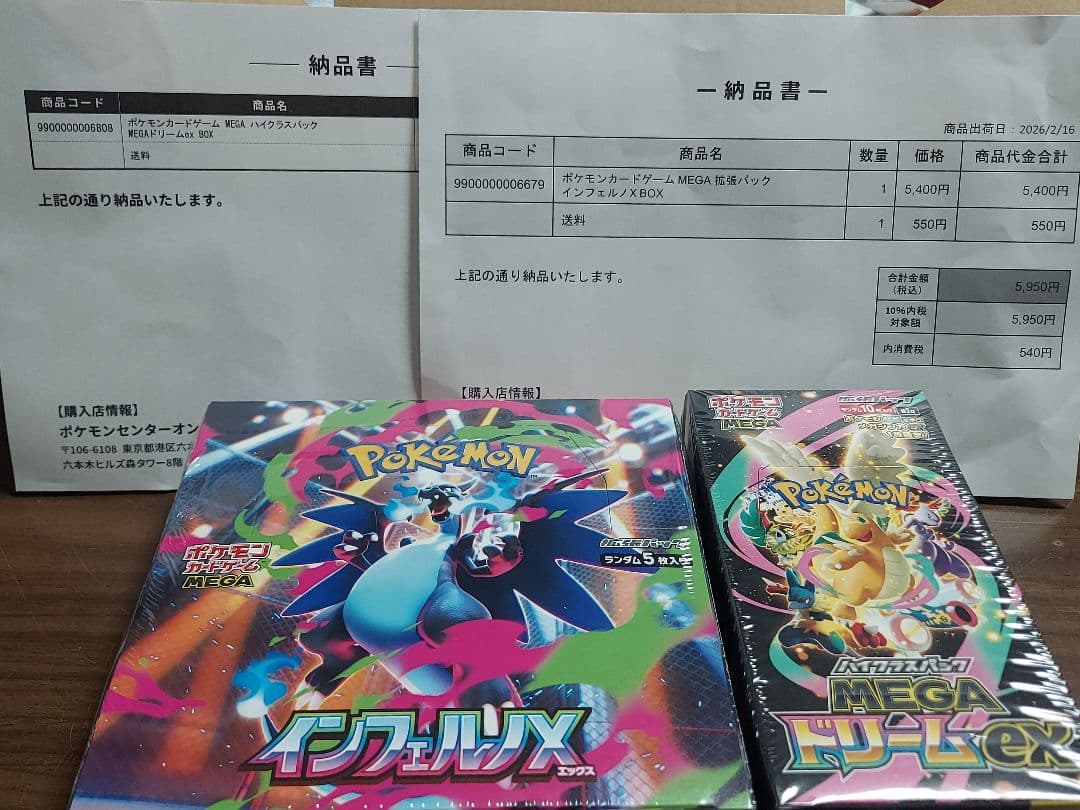 納品書
商品コード 商品名
9900000006808 ポケモンカードゲーム MEGA ハイクラスパック
MEGAドリームex BOX
送料
上記の通り納品いたします。
【購入店情報】
ポケモンセンターオン
〒106-6108 東京都港区六
六本木ヒルズ森タワー8階
納品書
商品出荷日：2026/2/16
商品コード 商品名 数量 価格 商品代金合計
9900000006679 ポケモンカードゲーム MEGA 拡張パック
インフェルノX BOX 1 5,400円 5,400円
送料 1 550円 550円
上記の通り納品いたします。
合計金額
（税込） 5,950円
10%内税
対象額 5,950円
内消費税 540円
【購入店情報】
POKÉMON
ポケモン
カードゲーム
MEGA
拡張パック
ランダム5枚入り
インフェルノX
エックス
ポケモン
カードゲーム
MEGA
POKÉMON
ハイクラスパック
MEGA
ドリームex